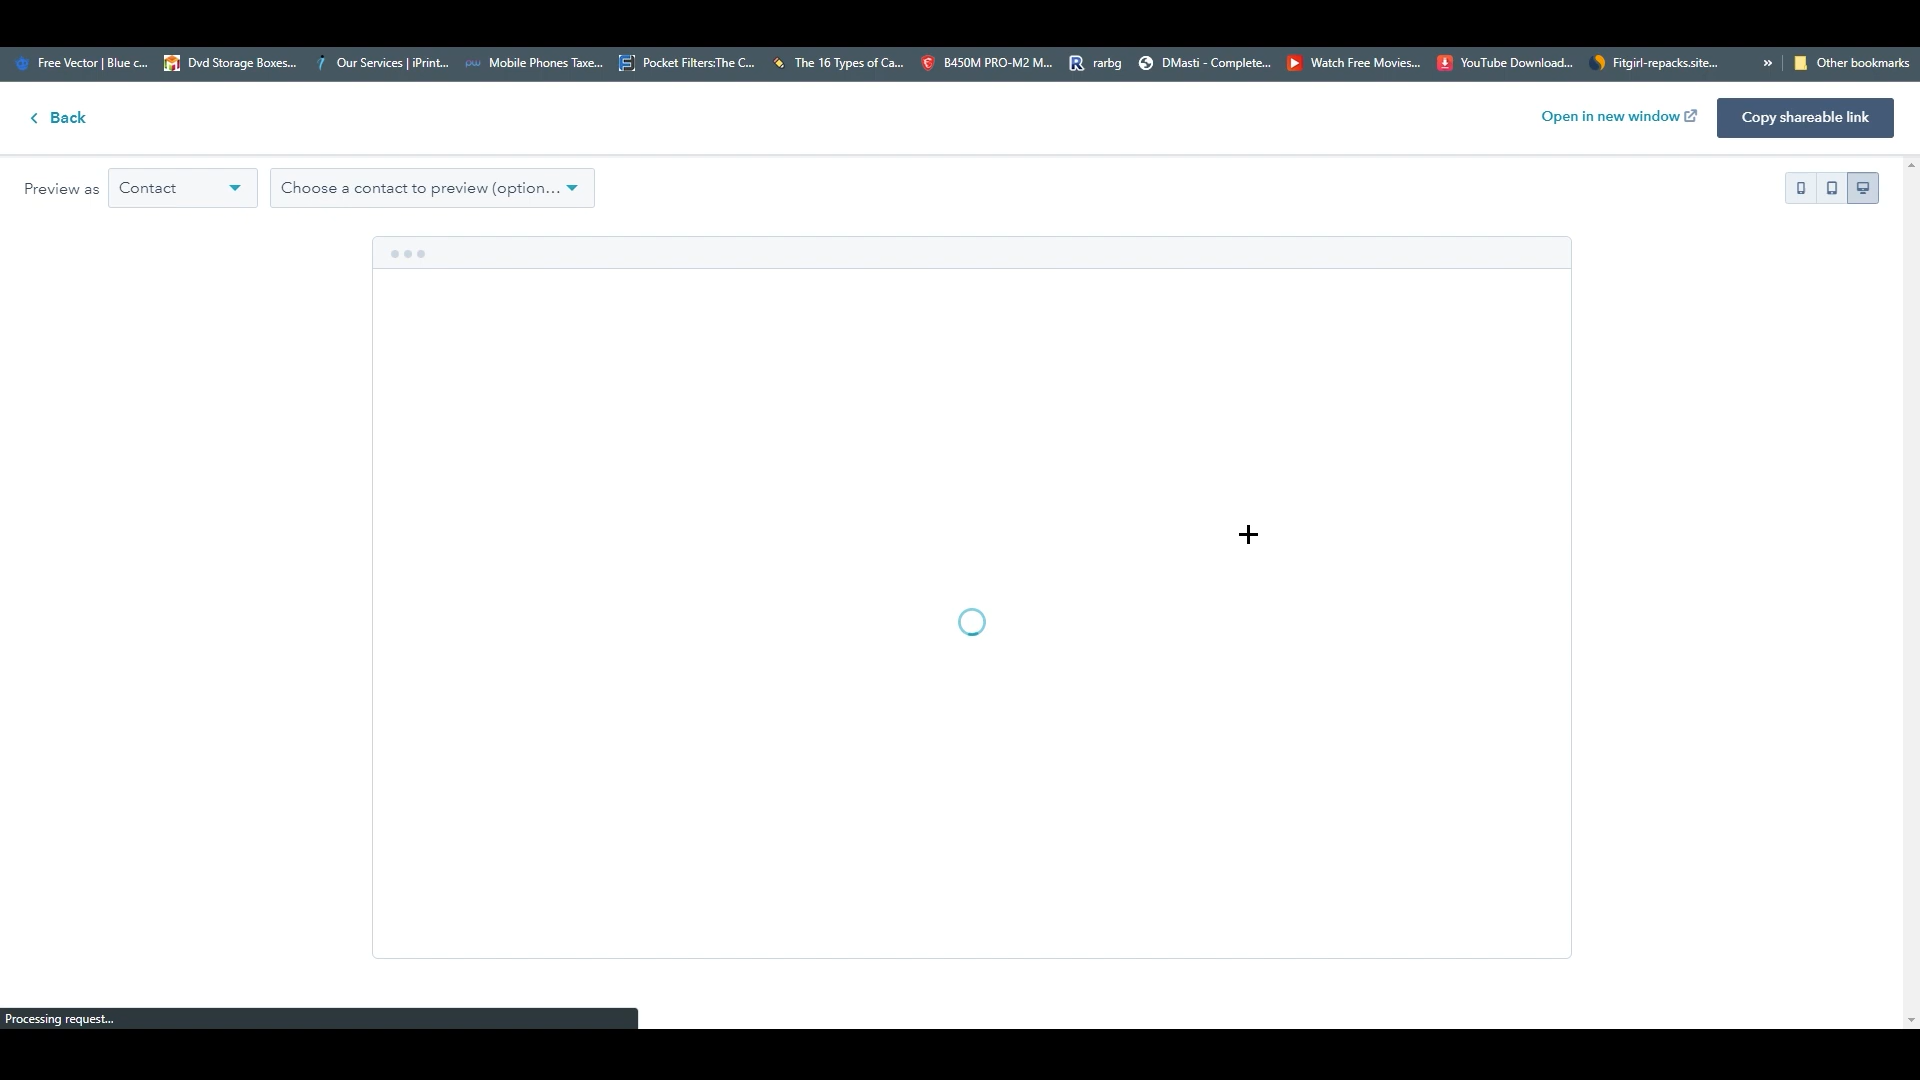 Free Vector | Blue c... Dvd Storage Boxes... Our Services | iPrint... Mobile Phones Taxe... Pocket Filters:The C... The 16 Types of Ca... B450M PRO-M2 M... rarbg DMasti - Complete... Watch Free Movies... YouTube Download... Fitgirl-repacks.site... » Other bookmarks
Back Open in new window Copy shareable link
Preview as Contact Choose a contact to preview (option...
Processing request...